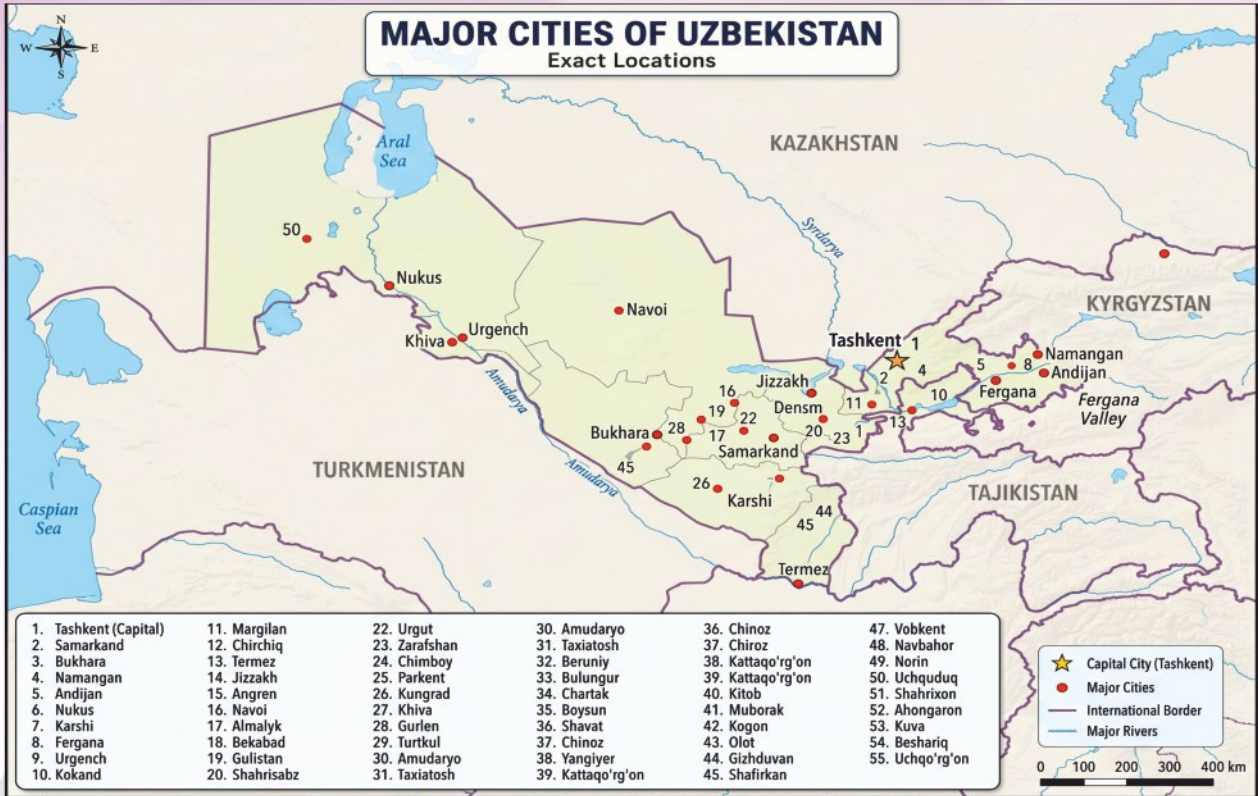 MAJOR CITIES OF UZBEKISTAN
Exact Locations
N
W E
S
Aral
Sea
KAZAKHSTAN
Syrdarya
50
Nukus
Navoi
KYRGYZSTAN
Urgench
Khiva
Tashkent 1
4
5
8
Namangan
Andijan
Amudarya
Jizzakh
2
Fergana
16
11
10
Fergana
Valley
Densm
13
19
Bukhara
28
17
22
20
23
1
Samarkand
45
TURKMENISTAN
Amudarya
26
Karshi
TAJIKISTAN
Caspian
Sea
44
45
Termez
1. Tashkent (Capital)
2. Samarkand
3. Bukhara
4. Namangan
5. Andijan
6. Nukus
7. Karshi
8. Fergana
9. Urgench
10. Kokand
11. Margilan
12. Chirchiq
13. Termez
14. Jizzakh
15. Angren
16. Navoi
17. Almalyk
18. Bekabad
19. Gulistan
20. Shahrisabz
22. Urgut
23. Zarafshan
24. Chimboy
25. Parkent
26. Kungrad
27. Khiva
28. Gurlen
29. Turtkul
30. Amudaryo
31. Taxiatosh
30. Amudaryo
31. Taxiatosh
32. Beruniy
33. Bulungur
34. Chartak
35. Boysun
36. Shavat
37. Chinoz
38. Yangiyer
39. Kattaqo'rg'on
36. Chinoz
37. Chiroz
38. Kattaqo'rg'on
39. Kattaqo'rg'on
40. Kitob
41. Muborak
42. Kogon
43. Olot
44. Gizhduvan
45. Shafirkan
47. Vobkent
48. Navbahor
49. Norin
50. Uchquduq
51. Shahrixon
52. Ahongaron
53. Kuva
54. Beshariq
55. Uchqo'rg'on
Capital City (Tashkent)
Major Cities
International Border
Major Rivers
0 100 200 300 400 km